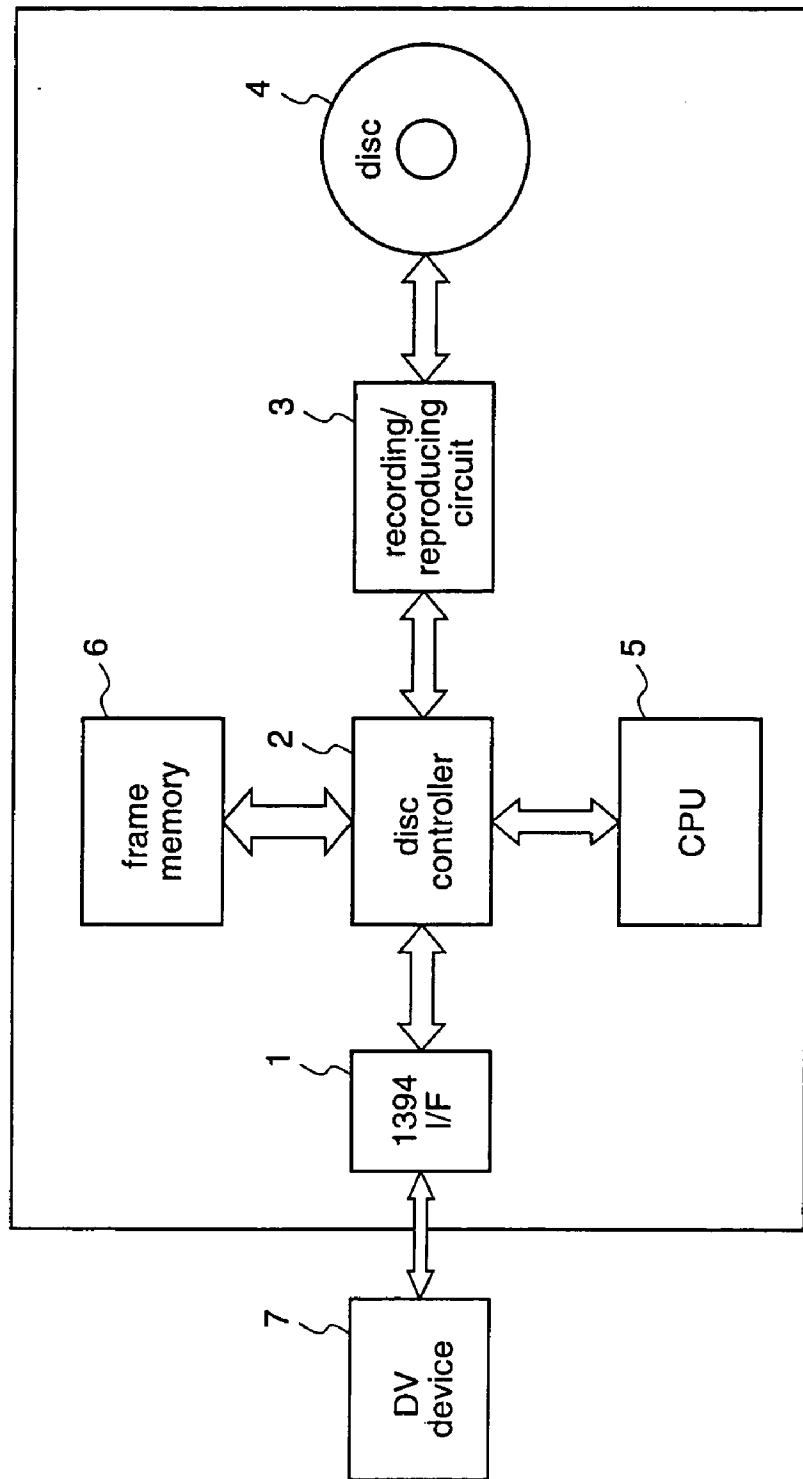 7
DV
device
1
1394
I/F
6
frame
memory
2
disc
controller
5
CPU
3
recording/
reproducing
circuit
4
disc